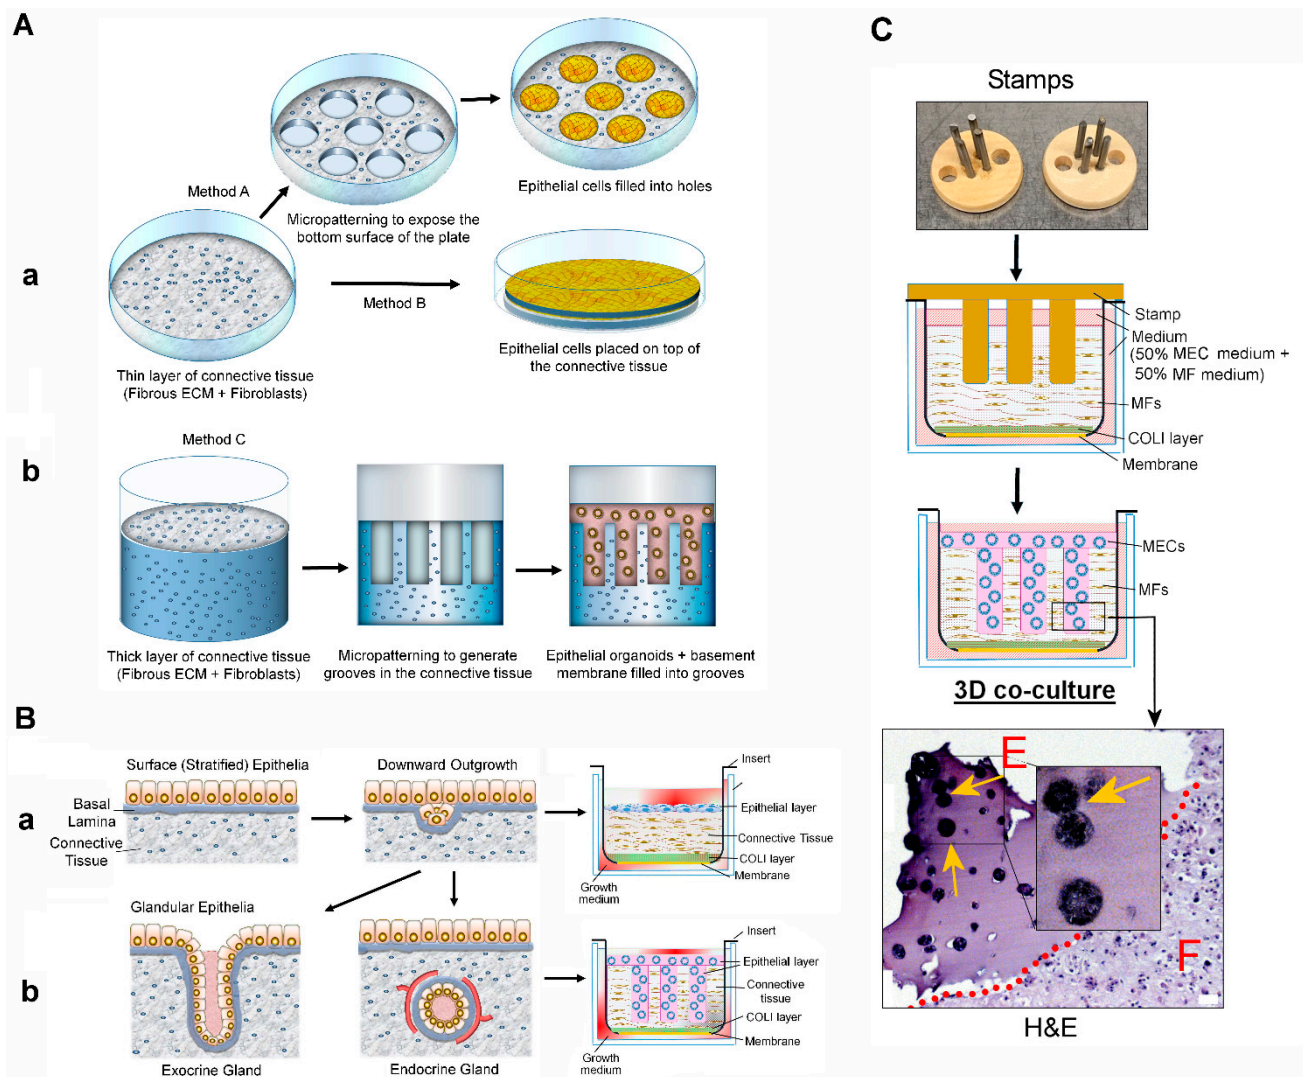 A
Method A
Micropatterning to expose the
bottom surface of the plate
Epithelial cells filled into holes
a
Method B
Thin layer of connective tissue
(Fibrous ECM + Fibroblasts)
Epithelial cells placed on top of
the connective tissue
Method C
b
Thick layer of connective tissue
(Fibrous ECM + Fibroblasts)
Micropatterning to generate
grooves in the connective tissue
Epithelial organoids + basement
membrane filled into grooves
B
Surface (Stratified) Epithelia
Downward Outgrowth
a
Basal
Lamina
Connective
Tissue
Insert
Epithelial layer
Connective Tissue
COLI layer
Membrane
Growth
medium
Glandular Epithelia
b
Exocrine Gland
Endocrine Gland
Insert
Epithelial layer
Connective
tissue
COLI layer
Membrane
Growth
medium
C
Stamps
Stamp
Medium
(50% MEC medium +
50% MF medium)
MFs
COLI layer
Membrane
MECs
MFs
3D co-culture
E
F
H&E